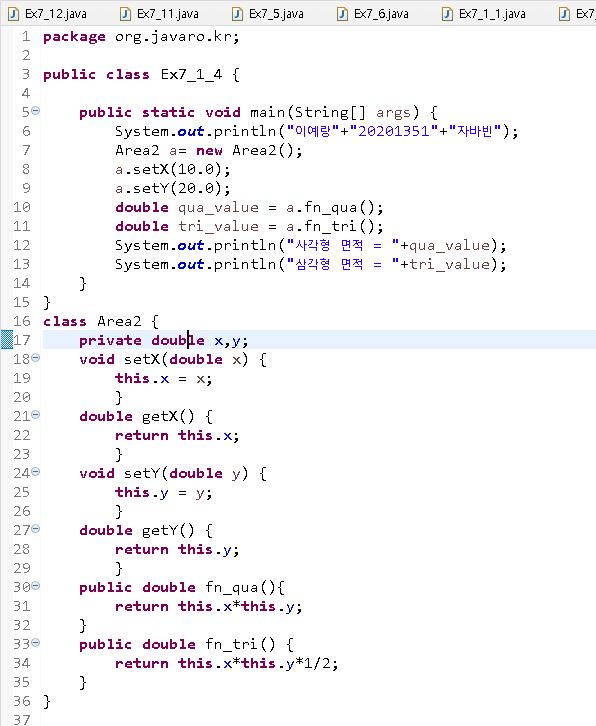 Ex7_12.java Ex7_11.java Ex7_5.java Ex7_6.java Ex7_1_1.java Ex7
1 package org.javaro.kr;
2
3 public class Ex7_1_4 {
4
5 public static void main(String[] args) {
6 System.out.println("이예랑"+"20201351"+"자바빈");
7 Area2 a= new Area2();
8 a.setX(10.0);
9 a.setY(20.0);
10 double qua_value = a.fn_qua();
11 double tri_value = a.fn_tri();
12 System.out.println("사각형 면적 = "+qua_value);
13 System.out.println("삼각형 면적 = "+tri_value);
14 }
15 }
16 class Area2 {
17 private double x,y;
18 void setX(double x) {
19 this.x = x;
20 }
21 double getX() {
22 return this.x;
23 }
24 void setY(double y) {
25 this.y = y;
26 }
27 double getY() {
28 return this.y;
29 }
30 public double fn_qua(){
31 return this.x*this.y;
32 }
33 public double fn_tri() {
34 return this.x*this.y*1/2;
35 }
36 }
37